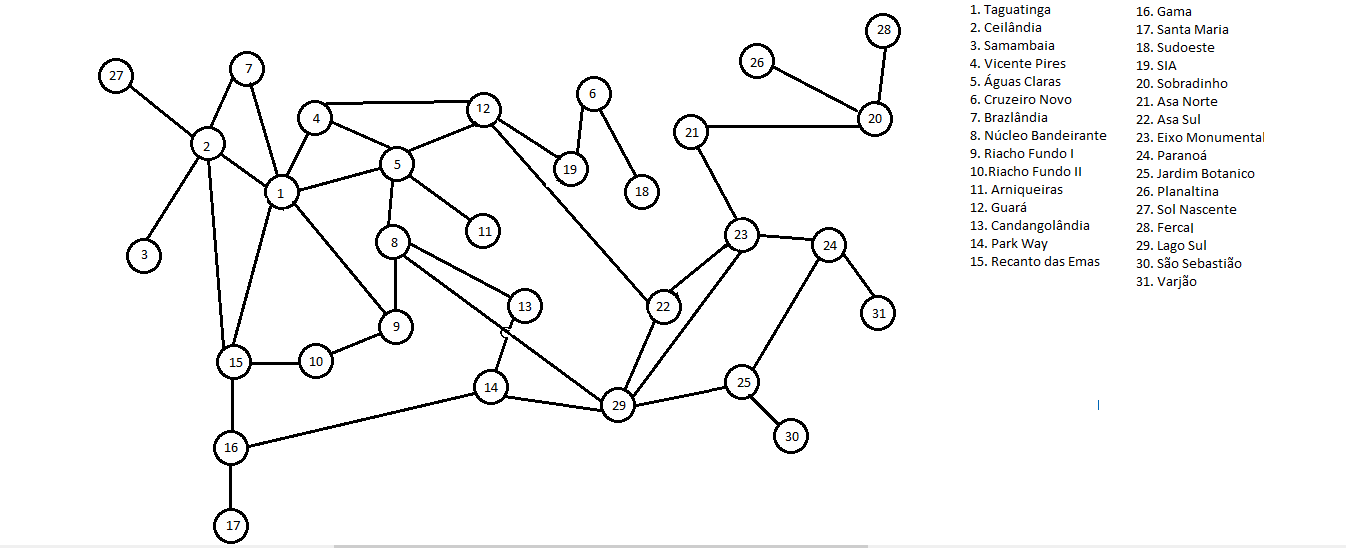 1. Taguatinga
2. Ceilândia
3. Samambaia
4. Vicente Pires
5. Águas Claras
6. Cruzeiro Novo
7. Brazlândia
8. Núcleo Bandeirante
9. Riacho Fundo I
10.Riacho Fundo II
11. Arniqueiras
12. Guará
13. Candangolândia
14. Park Way
15. Recanto das Emas
16. Gama
17. Santa Maria
18. Sudoeste
19. SIA
20. Sobradinho
21. Asa Norte
22. Asa Sul
23. Eixo Monumental
24. Paranoá
25. Jardim Botanico
26. Planaltina
27. Sol Nascente
28. Fercal
29. Lago Sul
30. São Sebastião
31. Varjão
28
26
27
7
6
12
4
20
21
2
5
19
18
1
11
23
8
24
3
13
22
31
9
15
10
25
14
29
30
16
17